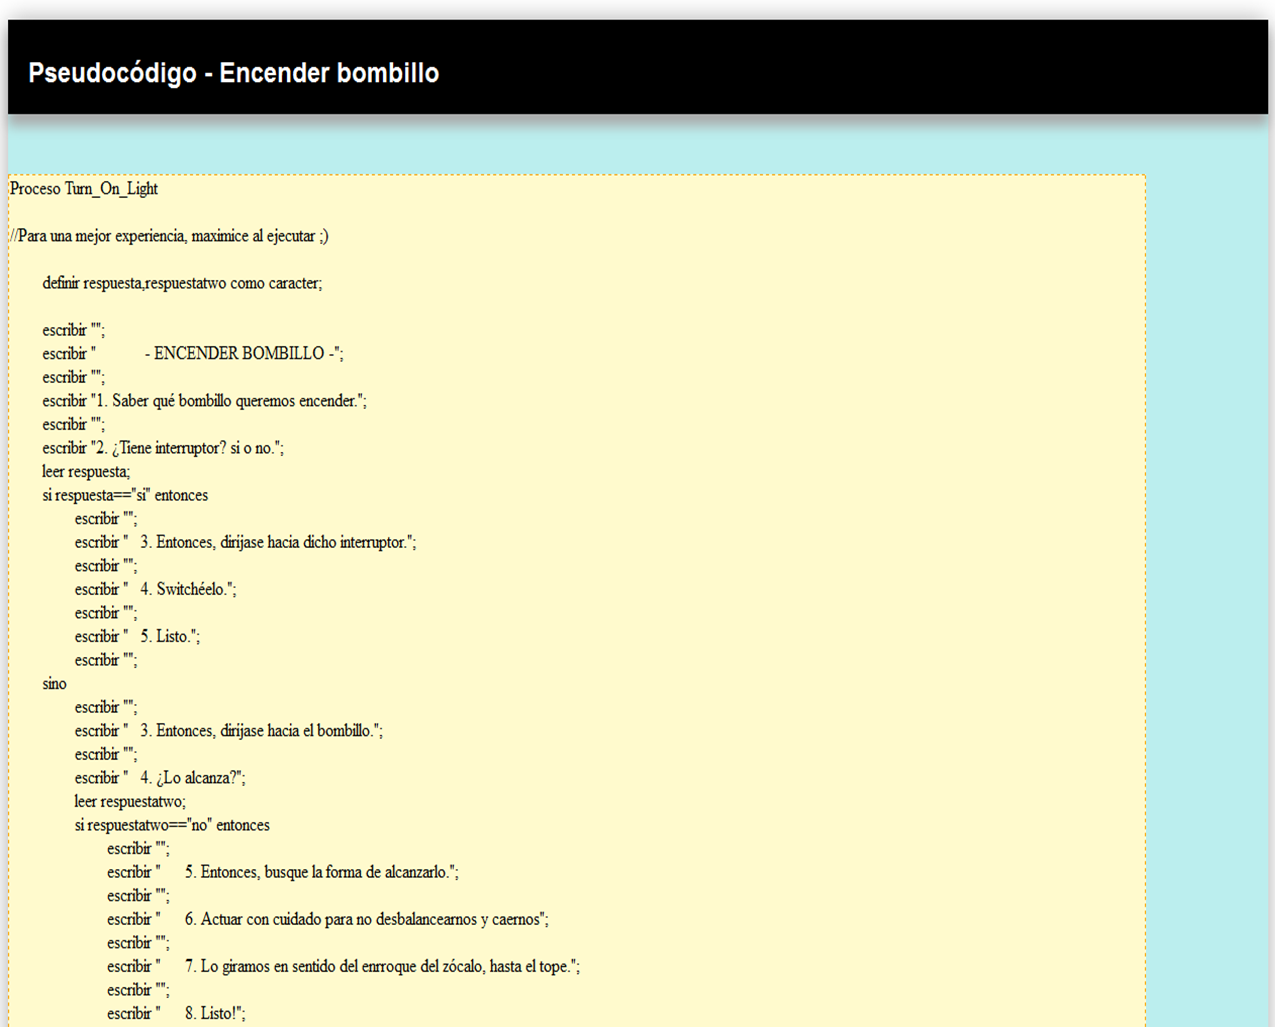 Pseudocódigo - Encender bombillo
Proceso Turn_On_Light
//Para una mejor experiencia, maximice al ejecutar ;)
definir respuesta,respuestatwo como caracter;
escribir "";
escribir "            - ENCENDER BOMBILLO -";
escribir "";
escribir "1. Saber qué bombillo queremos encender.";
escribir "";
escribir "2. ¿Tiene interruptor? si o no.";
leer respuesta;
si respuesta=="si" entonces
escribir "";
escribir "   3. Entonces, diríjase hacia dicho interruptor.";
escribir "";
escribir "   4. Switchéelo.";
escribir "";
escribir "   5. Listo.";
escribir "";
sino
escribir "";
escribir "   3. Entonces, diríjase hacia el bombillo.";
escribir "";
escribir "   4. ¿Lo alcanza?";
leer respuestatwo;
si respuestatwo=="no" entonces
escribir "";
escribir "      5. Entonces, busque la forma de alcanzarlo.";
escribir "";
escribir "      6. Actuar con cuidado para no desbalancearnos y caernos";
escribir "";
escribir "      7. Lo giramos en sentido del enrroque del zócalo, hasta el tope.";
escribir "";
escribir "      8. Listo!";